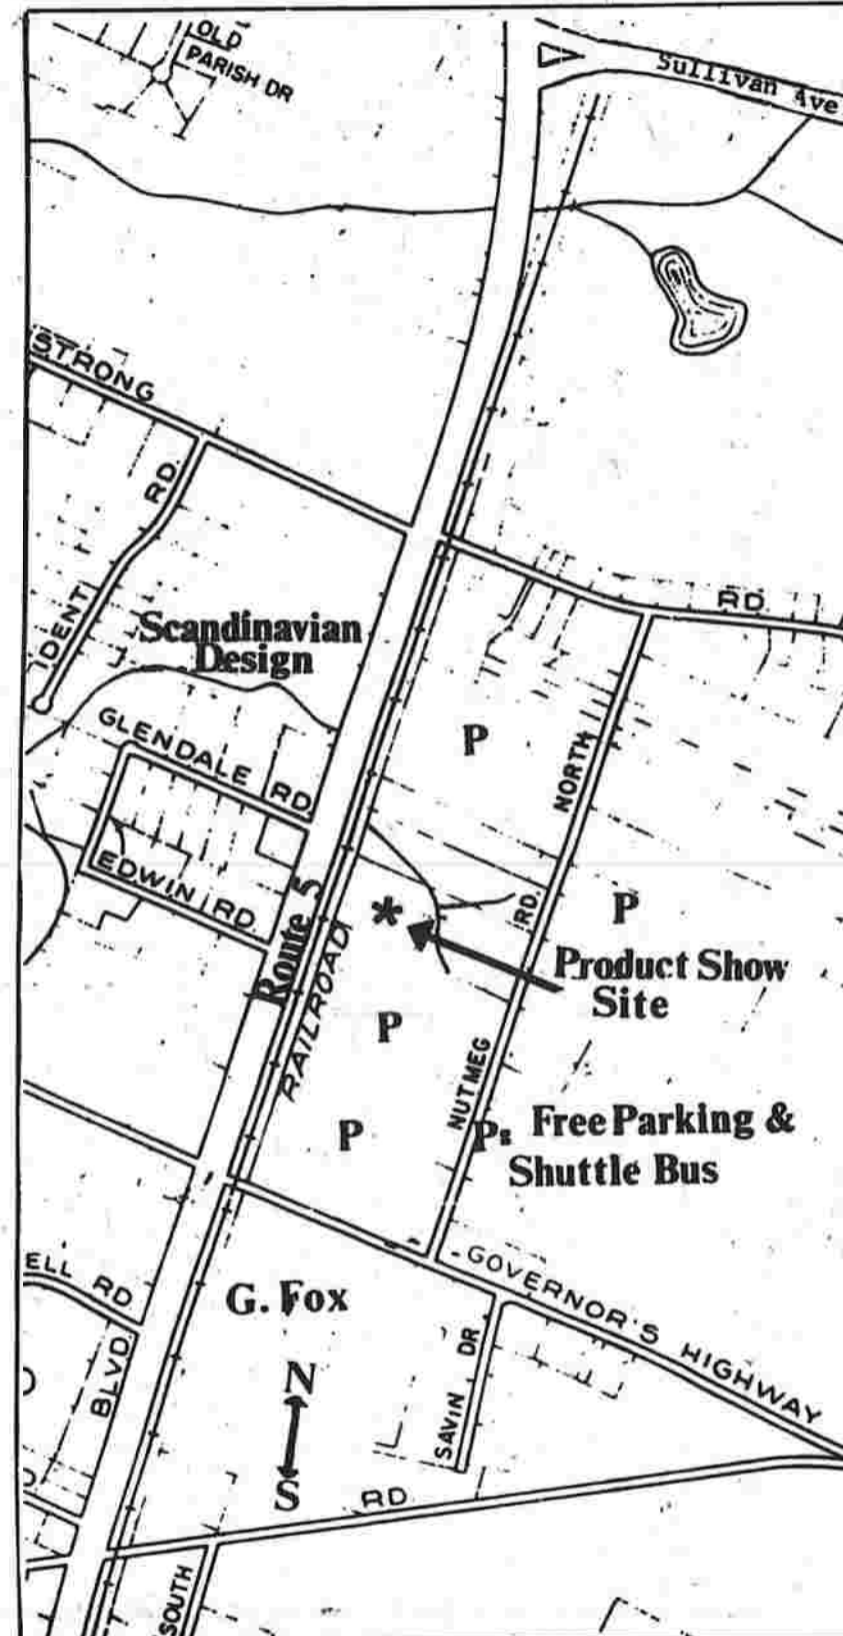 OLD
PARISH DR
Sullivan Ave
STRONG
RD.
IDENTI
RD
Scandinavian
Design
P
GLENDALE RD.
NORTH
EDWIN RD.
Route 5
RAILROAD
*
RD.
P
Product Show
Site
P
NUTMEG
P
P: Free Parking &
Shuttle Bus
ELL RD
GOVERNOR'S HIGHWAY
G. Fox
BLVD.
DR
SAVIN
N
S
RD
SOUTH